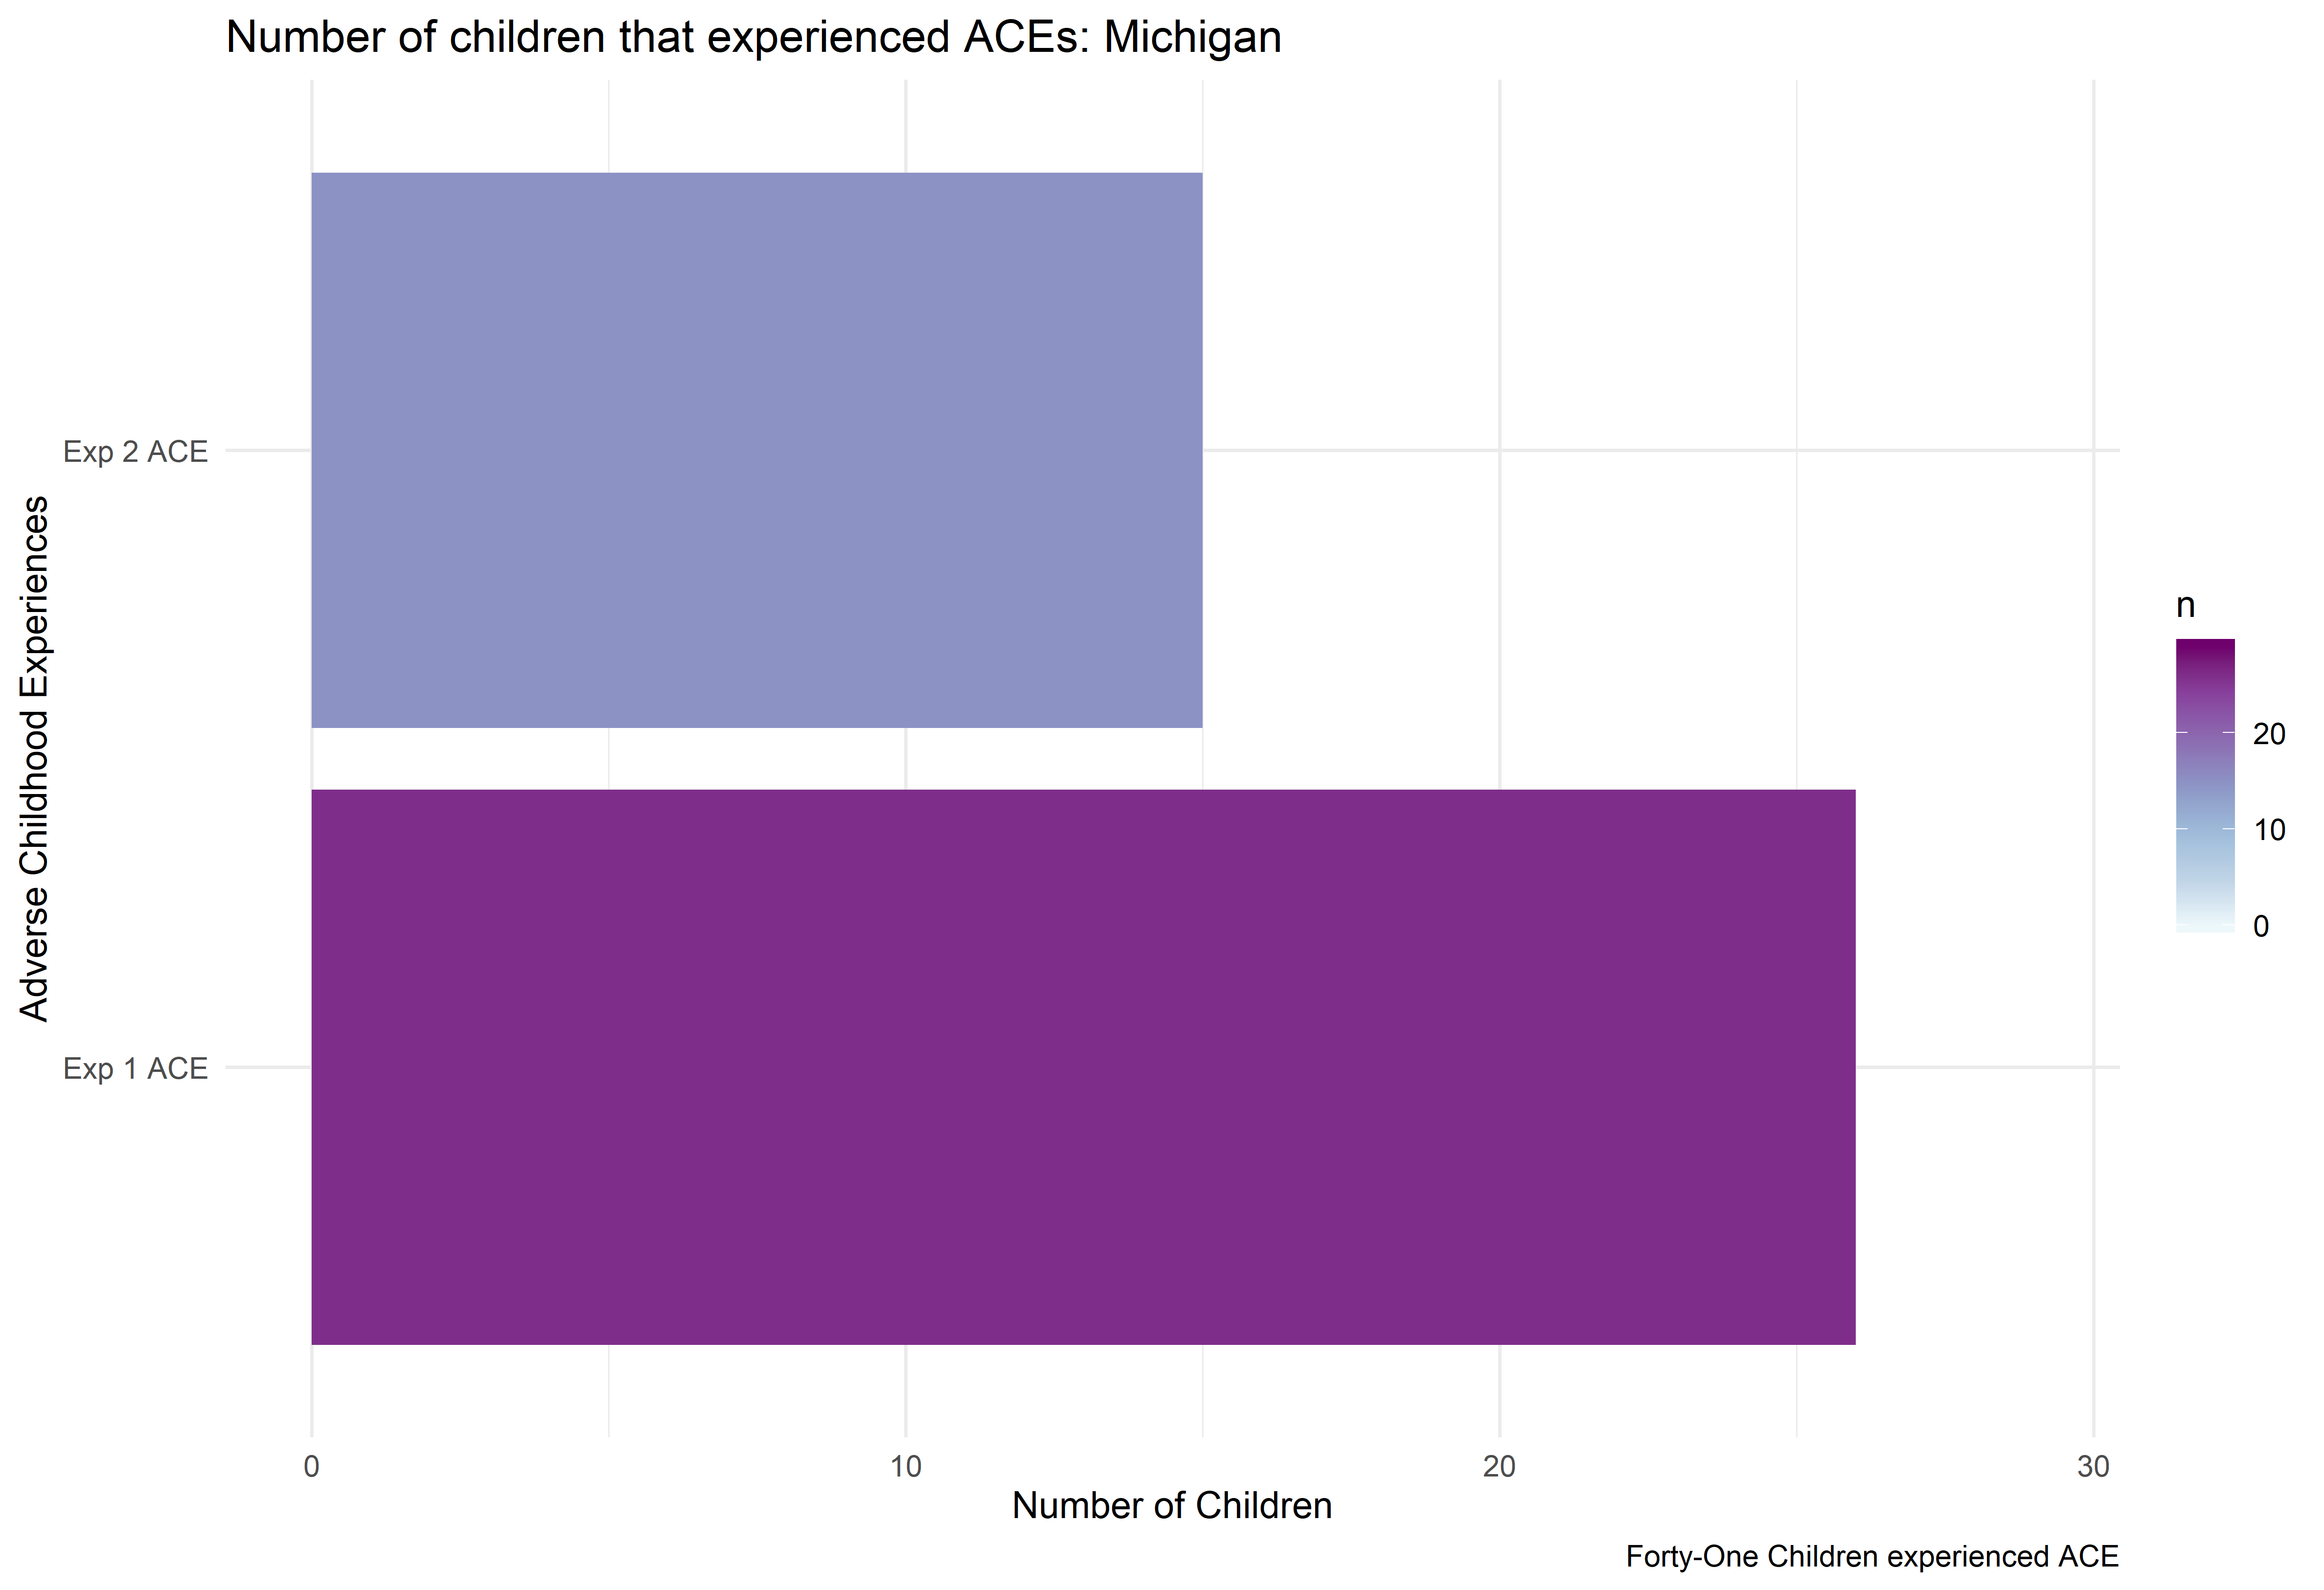 Number of children that experienced ACEs: Michigan
Adverse Childhood Experiences
Exp 2 ACE
Exp 1 ACE
n
20
10
0
0
10
20
30
Number of Children
Forty-One Children experienced ACE